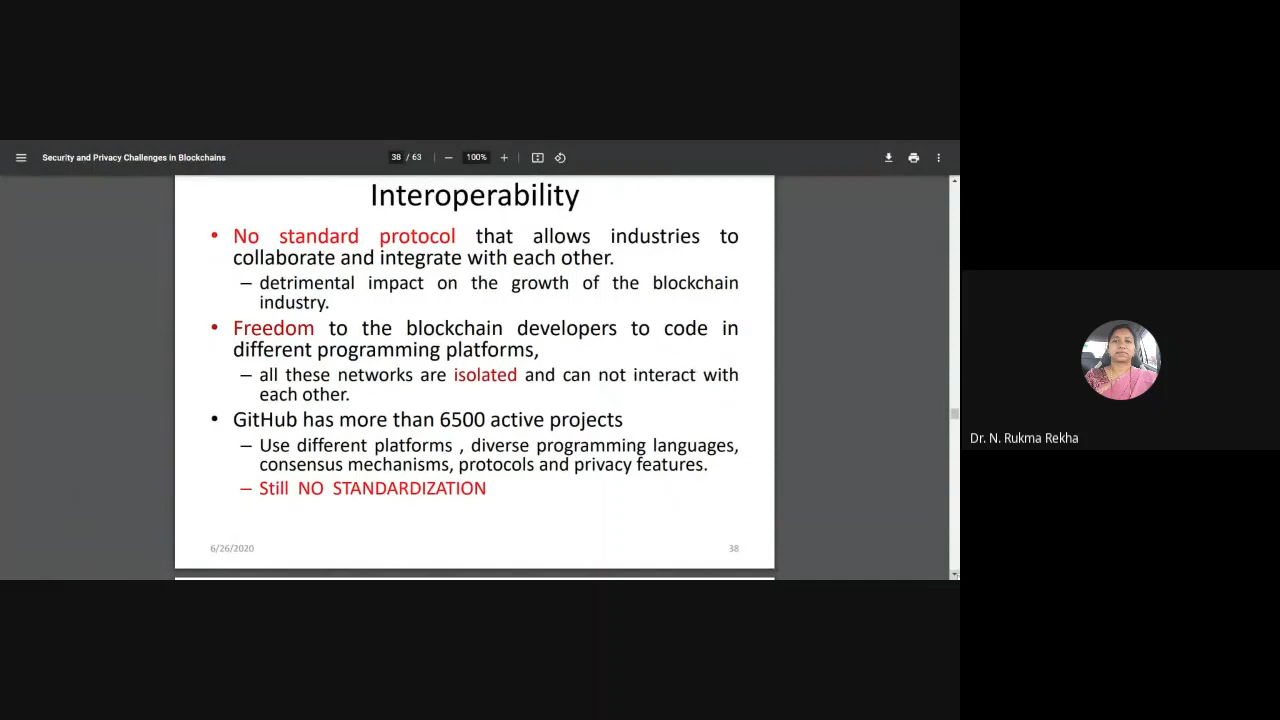 Security and Privacy Challenges in Blockchains
38 / 63
100%
Interoperability
• No standard protocol that allows industries to
collaborate and integrate with each other.
– detrimental impact on the growth of the blockchain
industry.
• Freedom to the blockchain developers to code in
different programming platforms,
– all these networks are isolated and can not interact with
each other.
• GitHub has more than 6500 active projects
– Use different platforms , diverse programming languages,
consensus mechanisms, protocols and privacy features.
– Still NO STANDARDIZATION
6/26/2020
38
Dr. N. Rukma Rekha